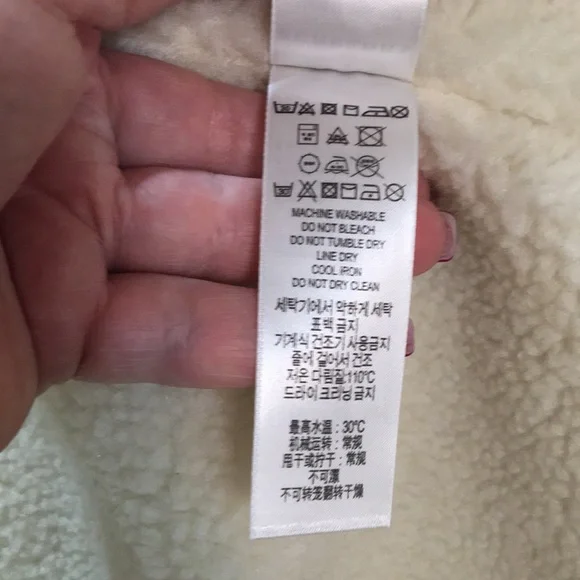 MACHINE WASHABLE
DO NOT BLEACH
DO NOT TUMBLE DRY
LINE DRY
COOL IRON
DO NOT DRY CLEAN
세탁기에서 약하게 세탁
표백 금지
기계식 건조기 사용금지
줄에 걸어서 건조
저온 다림질:110℃
드라이 크리닝 금지
最高水温：30℃
机械运转：常规
甩干或拧干：常规
不可漂
不可转笼翻转干燥